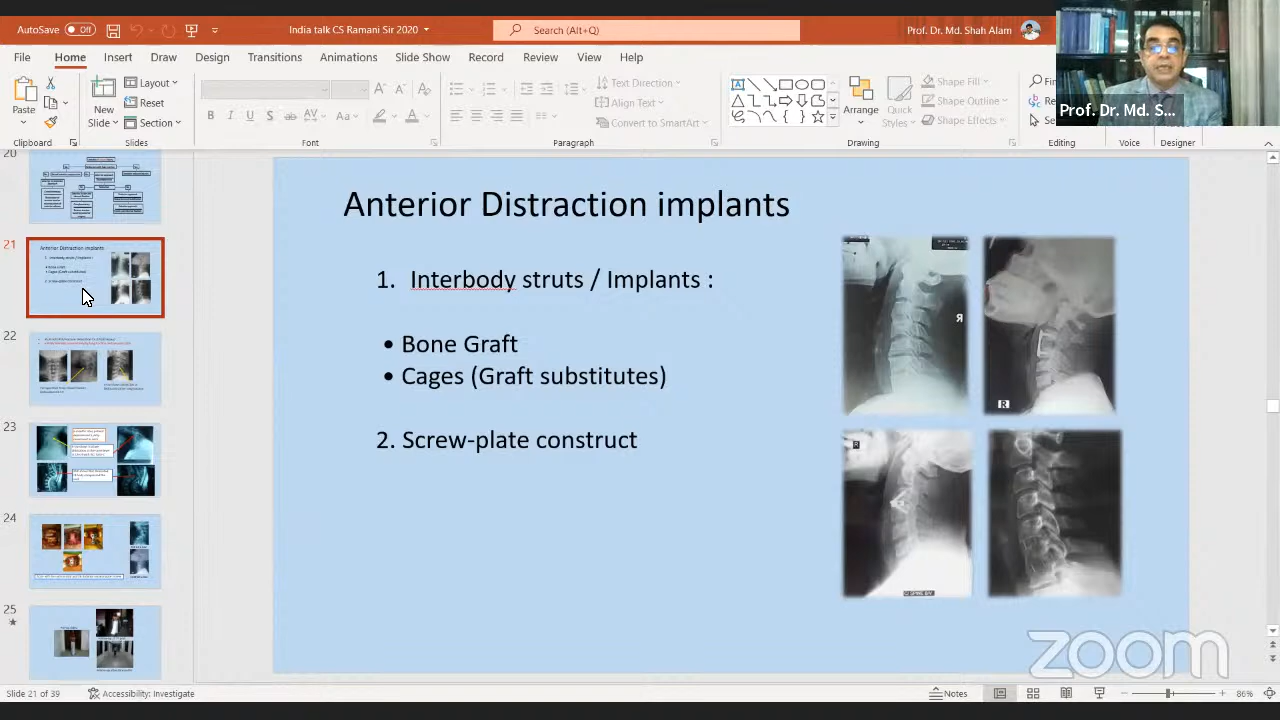 AutoSave Off
India talk CS Ramani Sir 2020
Search (Alt+Q)
Prof. Dr. Md. Shah Alam
File Home Insert Draw Design Transitions Animations Slide Show Record Review View Help
Paste
New
Slide
Layout
Reset
Section
Text Direction
Align Text
Convert to SmartArt
Arrange
Quick
Styles
Shape Fill
Shape Outline
Shape Effects
Clipboard
Slides
Font
Paragraph
Drawing
Editing
Voice
Designer
Prof. Dr. Md. S...
20
21
22
23
24
25
Anterior Distraction implants
1. Interbody struts / Implants :
• Bone Graft
• Cages (Graft substitutes)
2. Screw-plate construct
R
R
zoom
Slide 21 of 39
Accessibility: Investigate
Notes
86%